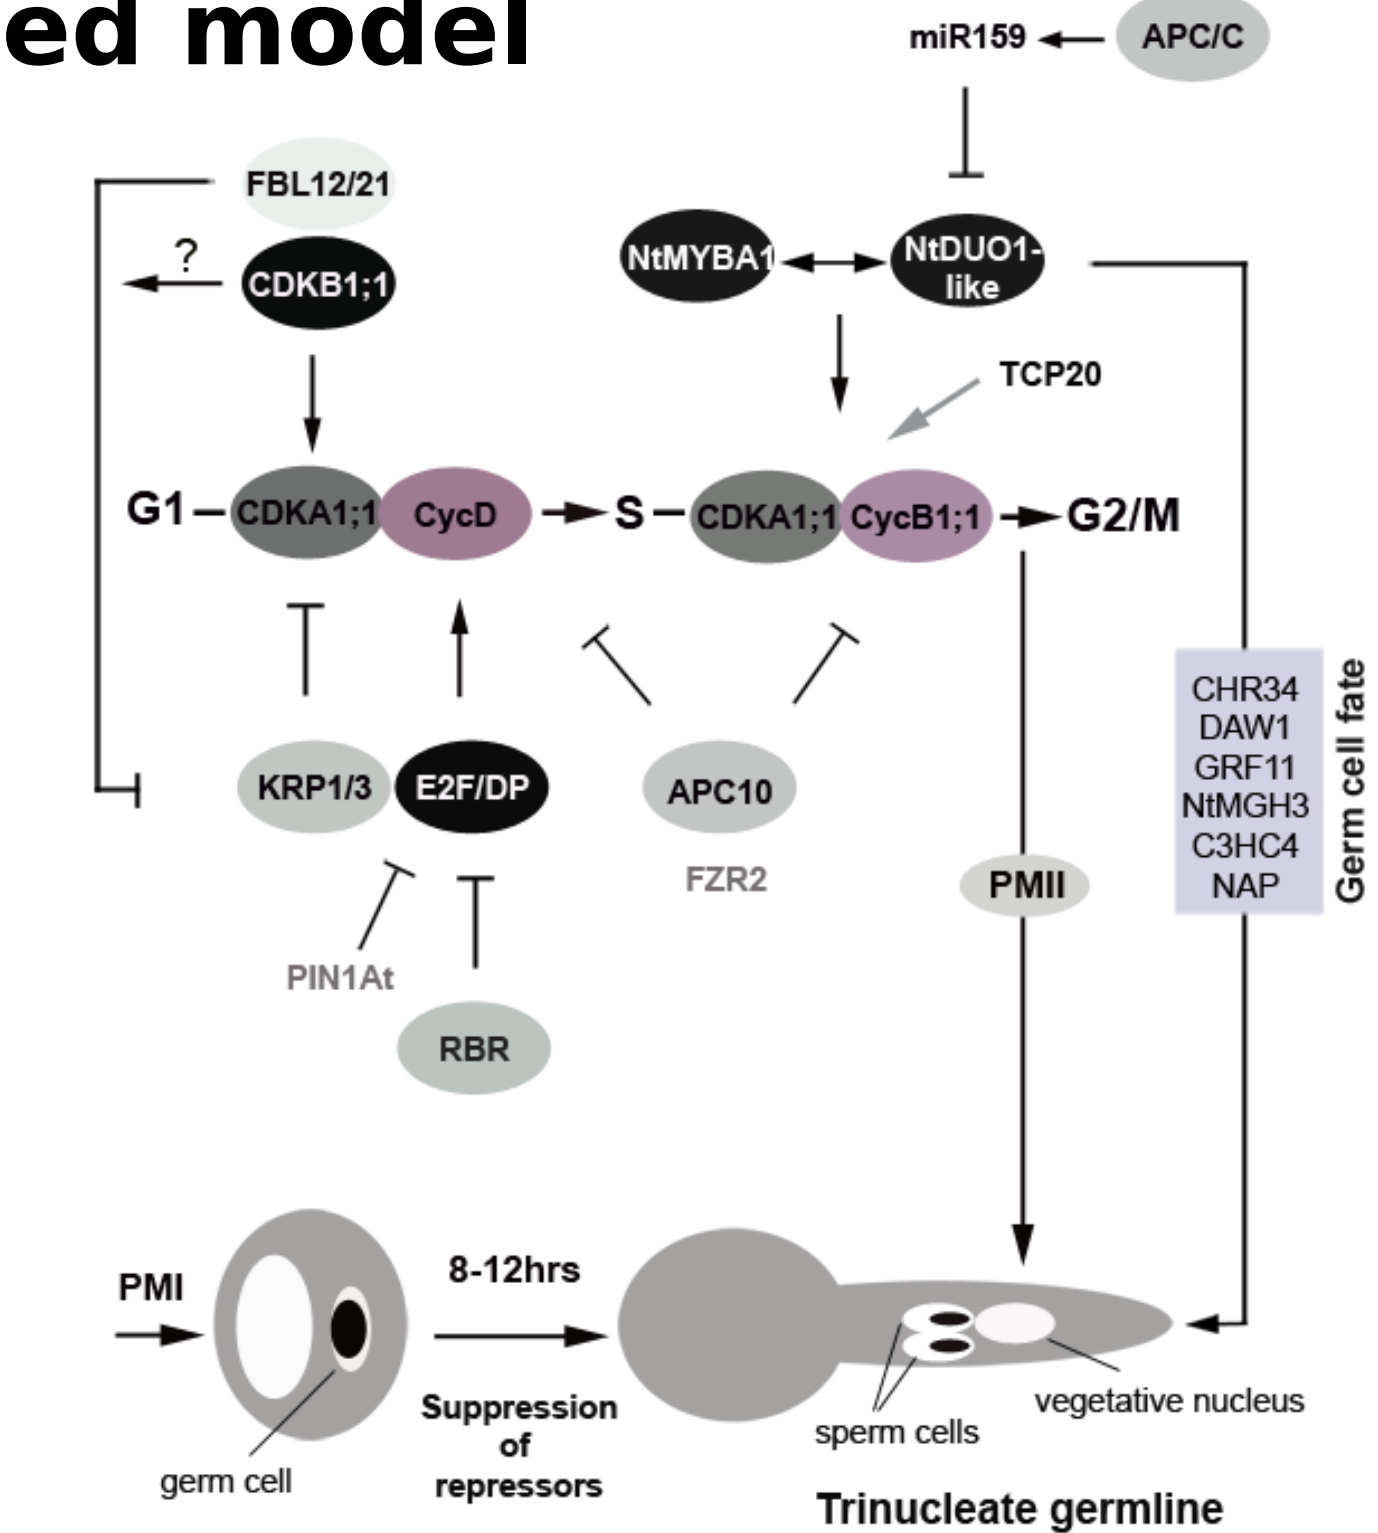 ed model
miR159
APC/C
FBL12/21
?
CDKB1;1
NtMYBA1
NtDUO1-
like
TCP20
G1
CDKA1;1
CycD
S
CDKA1;1
CycB1;1
G2/M
KRP1/3
E2F/DP
APC10
FZR2
PIN1At
RBR
PMII
CHR34
DAW1
GRF11
NtMGH3
C3HC4
NAP
Germ cell fate
PMI
8-12hrs
Suppression
of
repressors
germ cell
sperm cells
vegetative nucleus
Trinucleate germline